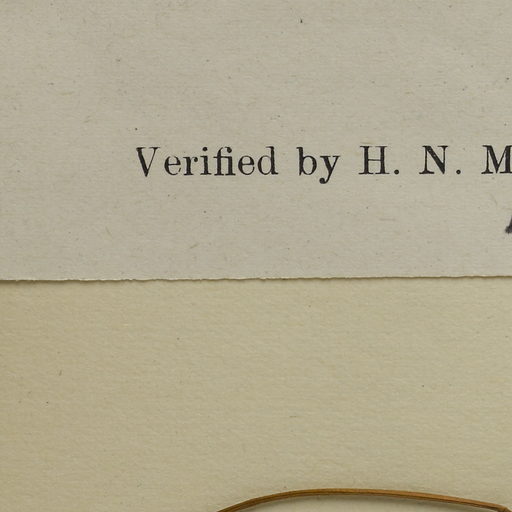 Verified by H. N. M